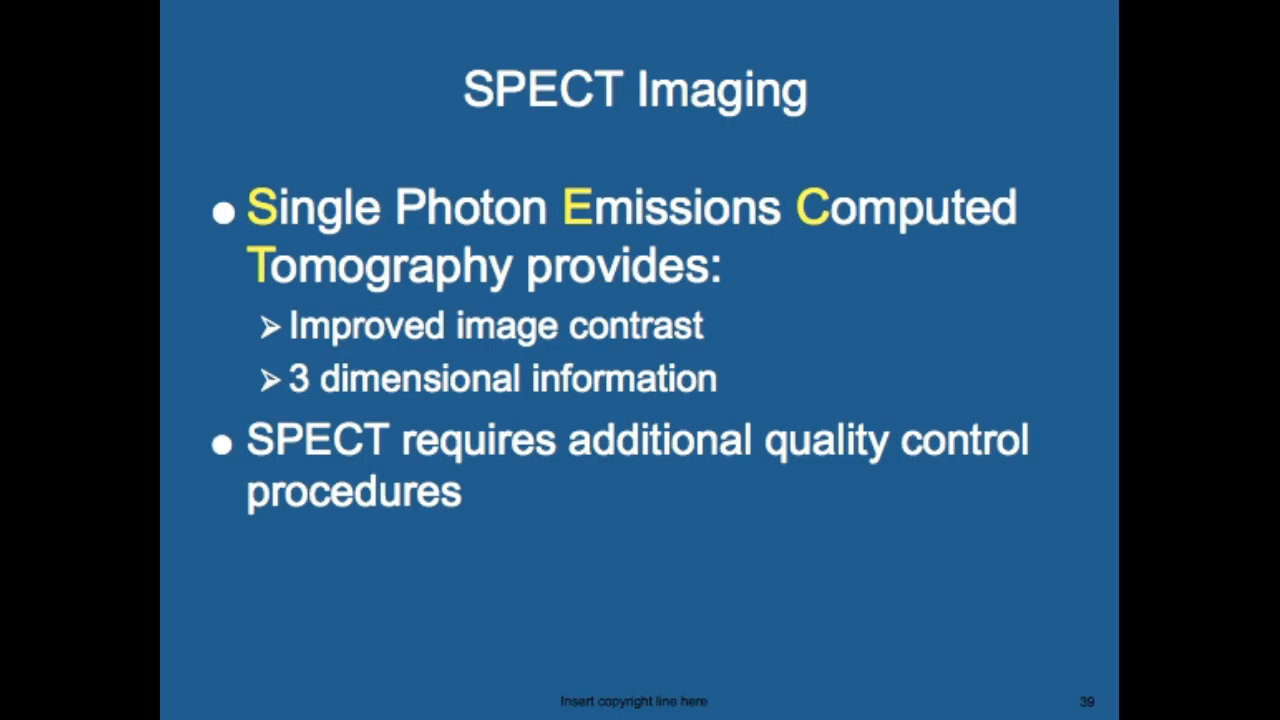 SPECT Imaging
● Single Photon Emissions Computed
Tomography provides:
➢ Improved image contrast
➢ 3 dimensional information
● SPECT requires additional quality control
procedures
Insert copyright line here
39